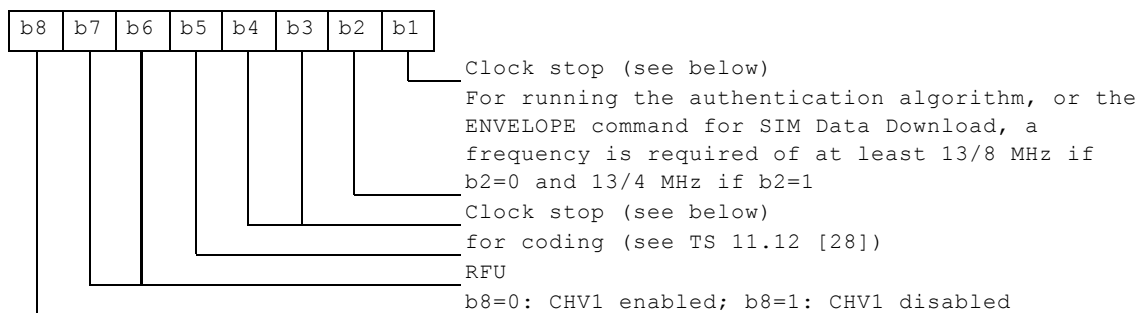 b8 b7 b6 b5 b4 b3 b2 b1
Clock stop (see below)
For running the authentication algorithm, or the
ENVELOPE command for SIM Data Download, a
frequency is required of at least 13/8 MHz if
b2=0 and 13/4 MHz if b2=1
Clock stop (see below)
for coding (see TS 11.12 [28])
RFU
b8=0: CHV1 enabled; b8=1: CHV1 disabled